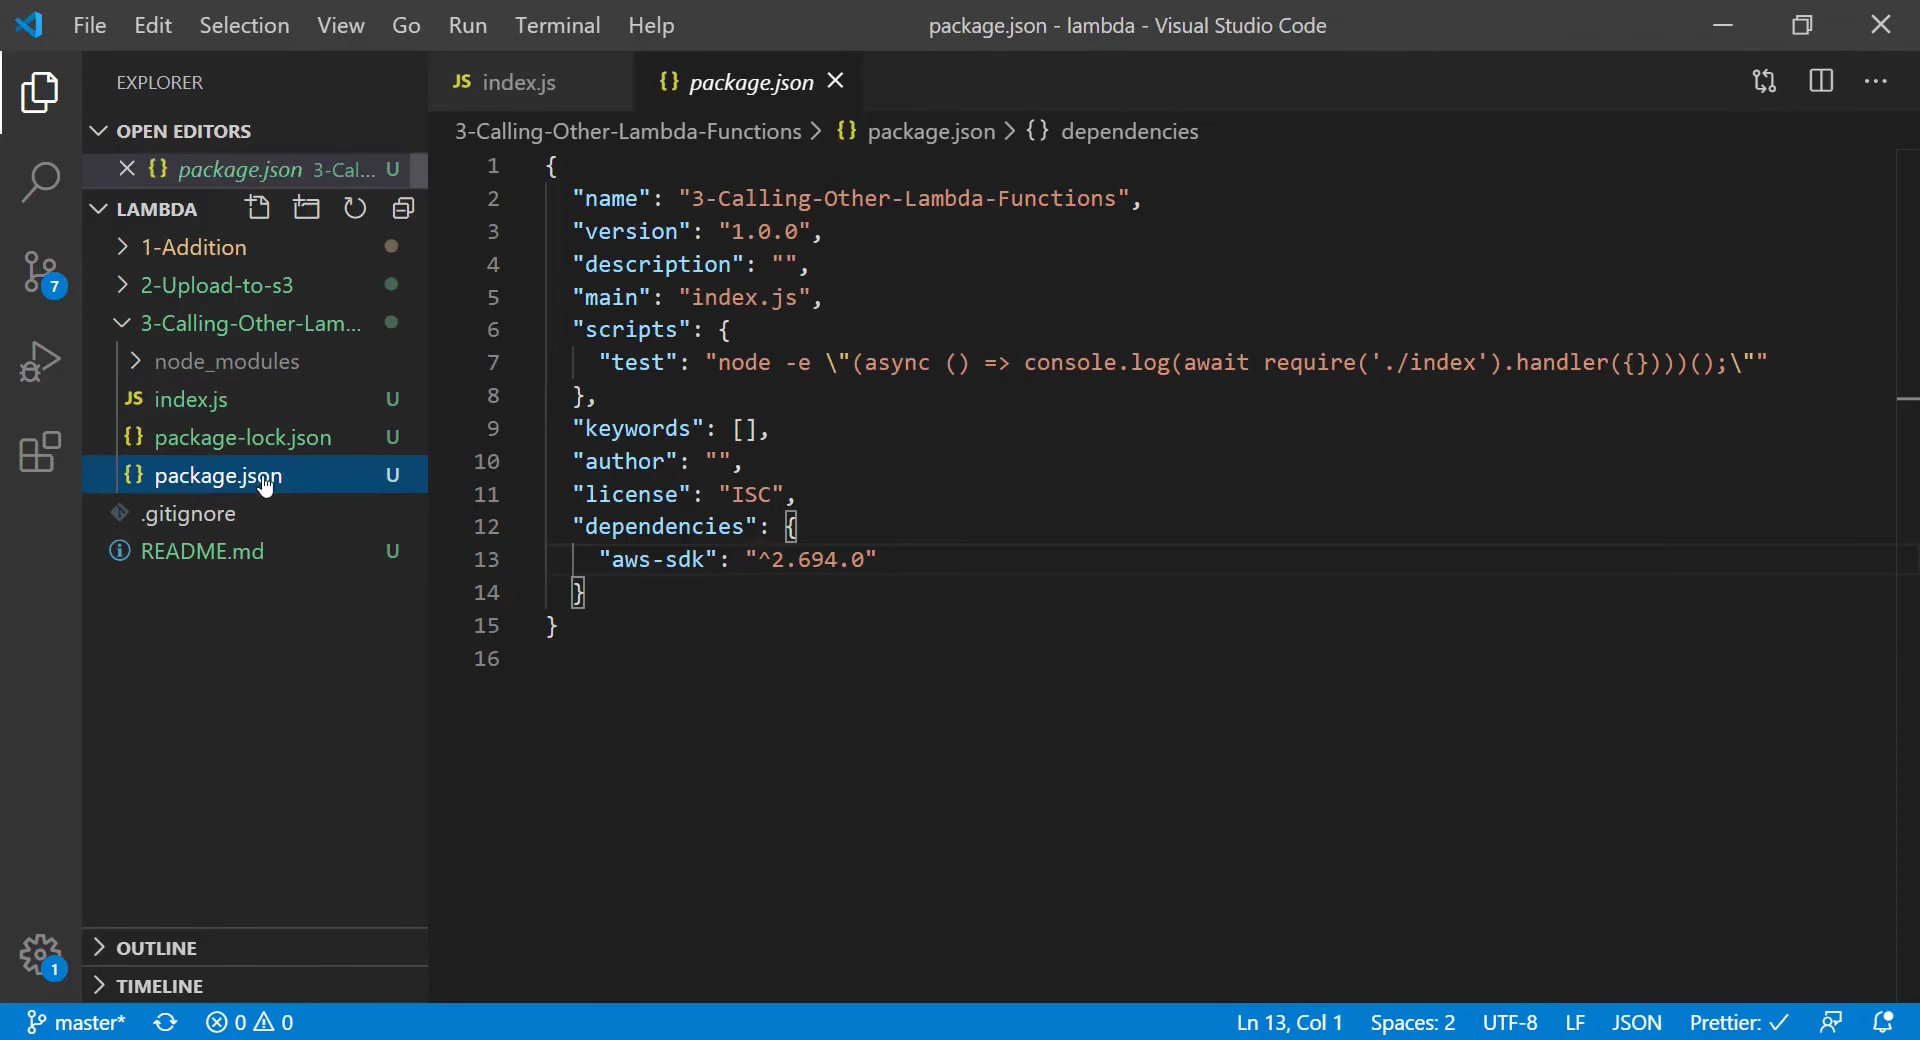 File Edit Selection View Go Run Terminal Help
package.json - lambda - Visual Studio Code
EXPLORER
OPEN EDITORS
{} package.json 3-Cal... U
LAMBDA
1-Addition
2-Upload-to-s3
3-Calling-Other-Lam...
node_modules
JS index.js U
{} package-lock.json U
{} package.json U
.gitignore
README.md U
OUTLINE
TIMELINE
7
1
JS index.js
{} package.json
3-Calling-Other-Lambda-Functions > {} package.json > {} dependencies
1 {
2 "name": "3-Calling-Other-Lambda-Functions",
3 "version": "1.0.0",
4 "description": "",
5 "main": "index.js",
6 "scripts": {
7 "test": "node -e \"(async () => console.log(await require('./index').handler({})))();\""
8 },
9 "keywords": [],
10 "author": "",
11 "license": "ISC",
12 "dependencies": {
13 "aws-sdk": "^2.694.0"
14 }
15 }
16
master* 0 0
Ln 13, Col 1 Spaces: 2 UTF-8 LF JSON Prettier: ✓